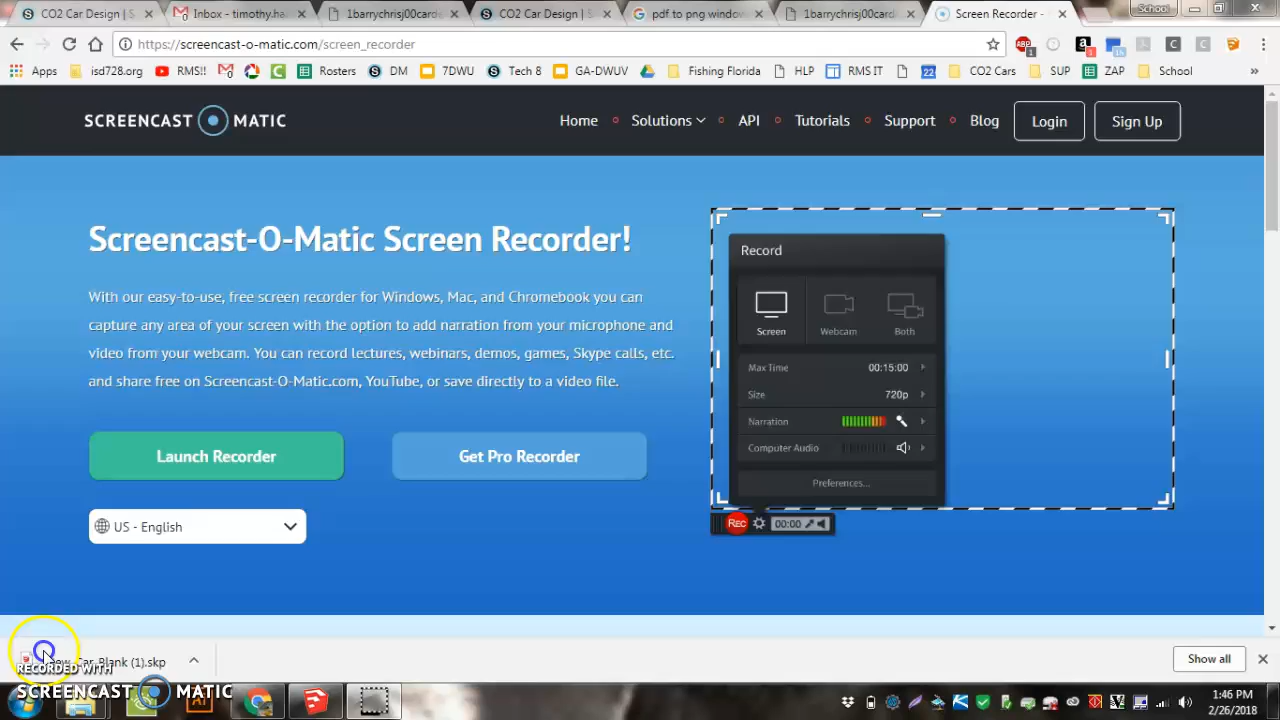 CO2 Car Design | S
Inbox - timothy.ha
1barrychrisj00card
CO2 Car Design | S
pdf to png window
1barrychrisj00card
Screen Recorder -
School
https://screencast-o-matic.com/screen_recorder
Apps isd728.org RMS!! Rosters DM 7DWU Tech 8 GA-DWUV Fishing Florida HLP RMS IT CO2 Cars SUP ZAP School »
SCREENCAST MATIC
Home Solutions API Tutorials Support Blog Login Sign Up
Screencast-O-Matic Screen Recorder!
With our easy-to-use, free screen recorder for Windows, Mac, and Chromebook you can
capture any area of your screen with the option to add narration from your microphone and
video from your webcam. You can record lectures, webinars, demos, games, Skype calls, etc.
and share free on Screencast-O-Matic.com, YouTube, or save directly to a video file.
Launch Recorder Get Pro Recorder
US - English
Record
Screen Webcam Both
Max Time 00:15:00
Size 720p
Narration
Computer Audio
Preferences...
REC 00:00
Car Blank (1).skp
Show all
RECORDED WITH
SCREENCAST MATIC
1:46 PM
2/26/2018